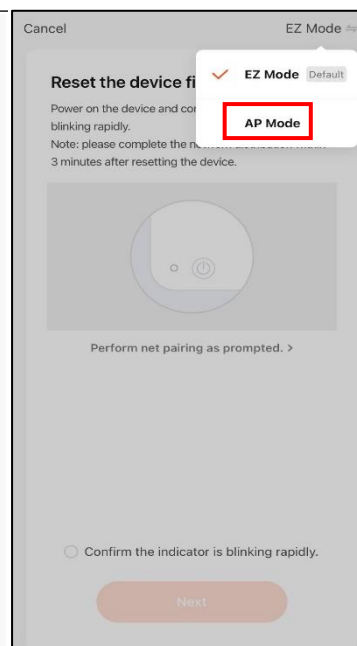 Cancel
EZ Mode
EZ Mode Default
AP Mode
Reset the device fi
Power on the device and con
blinking rapidly.
Note: please complete the
3 minutes after resetting the device.
Perform net pairing as prompted. >
Confirm the indicator is blinking rapidly.
Next